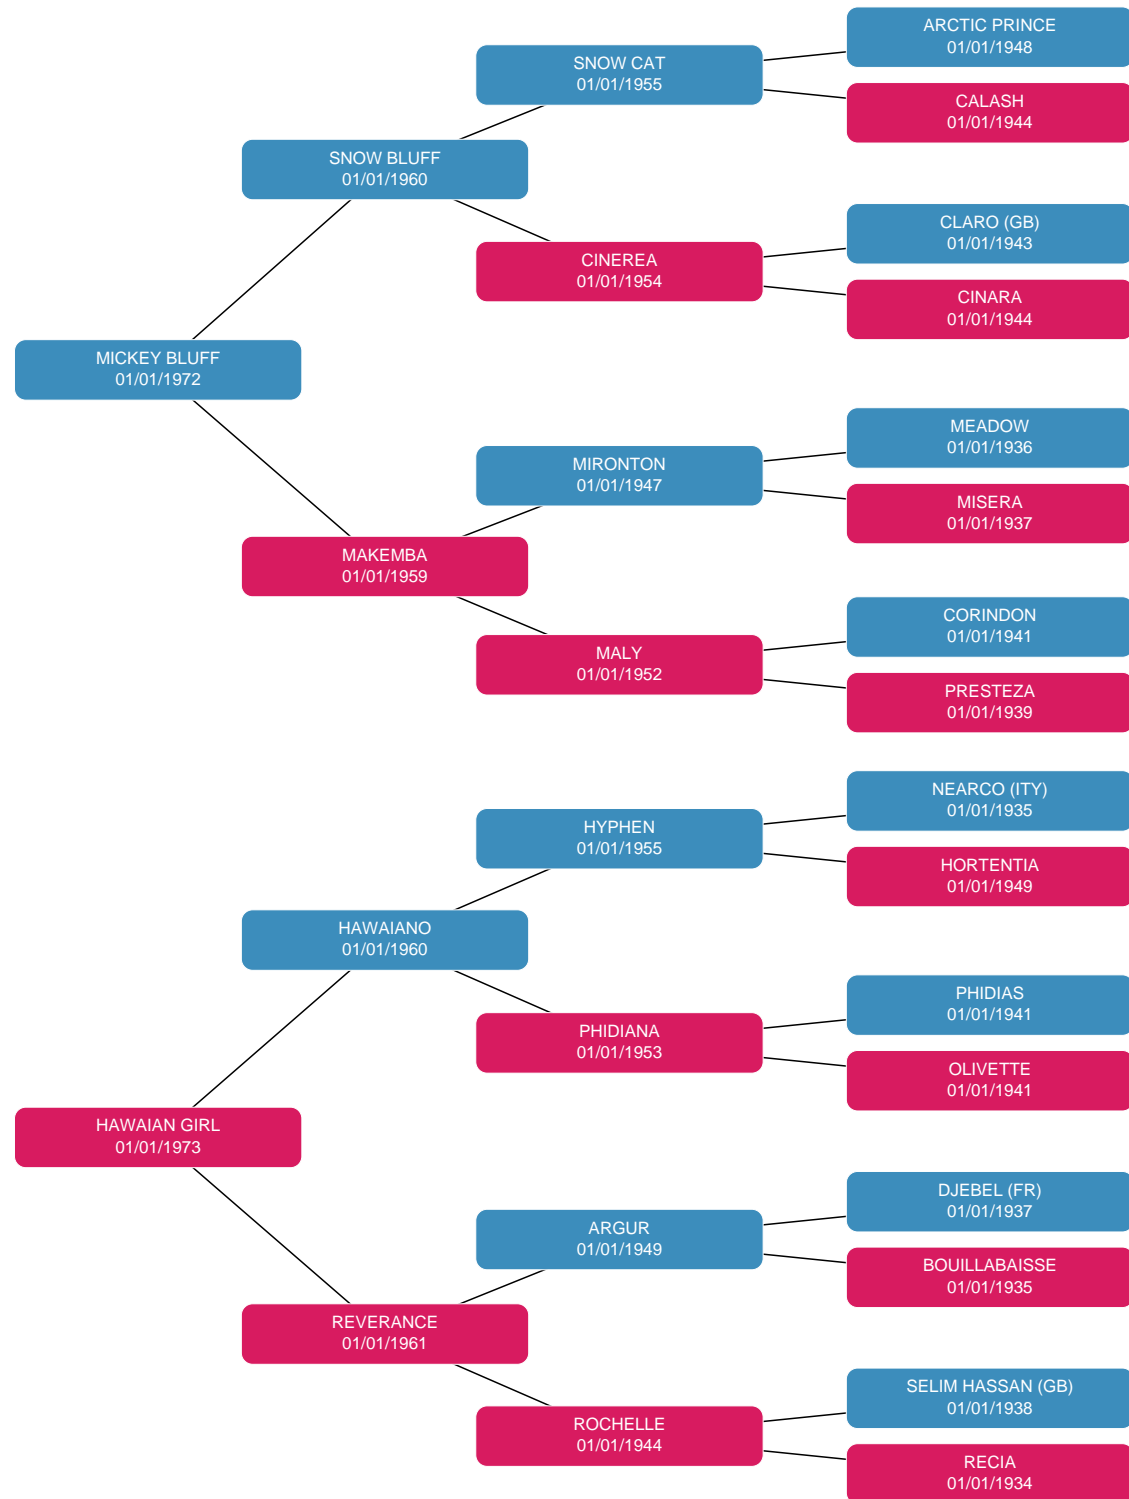 ARCTIC PRINCE
01/01/1948
SNOW CAT
01/01/1955
CALASH
01/01/1944
SNOW BLUFF
01/01/1960
CLARO (GB)
01/01/1943
CINEREA
01/01/1954
CINARA
01/01/1944
MICKEY BLUFF
01/01/1972
MEADOW
01/01/1936
MIRONTON
01/01/1947
MISERA
01/01/1937
MAKEMBA
01/01/1959
CORINDON
01/01/1941
MALY
01/01/1952
PRESTEZA
01/01/1939
NEARCO (ITY)
01/01/1935
HYPHEN
01/01/1955
HORTENTIA
01/01/1949
HAWAIANO
01/01/1960
PHIDIAS
01/01/1941
PHIDIANA
01/01/1953
OLIVETTE
01/01/1941
HAWAIAN GIRL
01/01/1973
DJEBEL (FR)
01/01/1937
ARGUR
01/01/1949
BOUILLABAISSE
01/01/1935
REVERANCE
01/01/1961
SELIM HASSAN (GB)
01/01/1938
ROCHELLE
01/01/1944
RECIA
01/01/1934